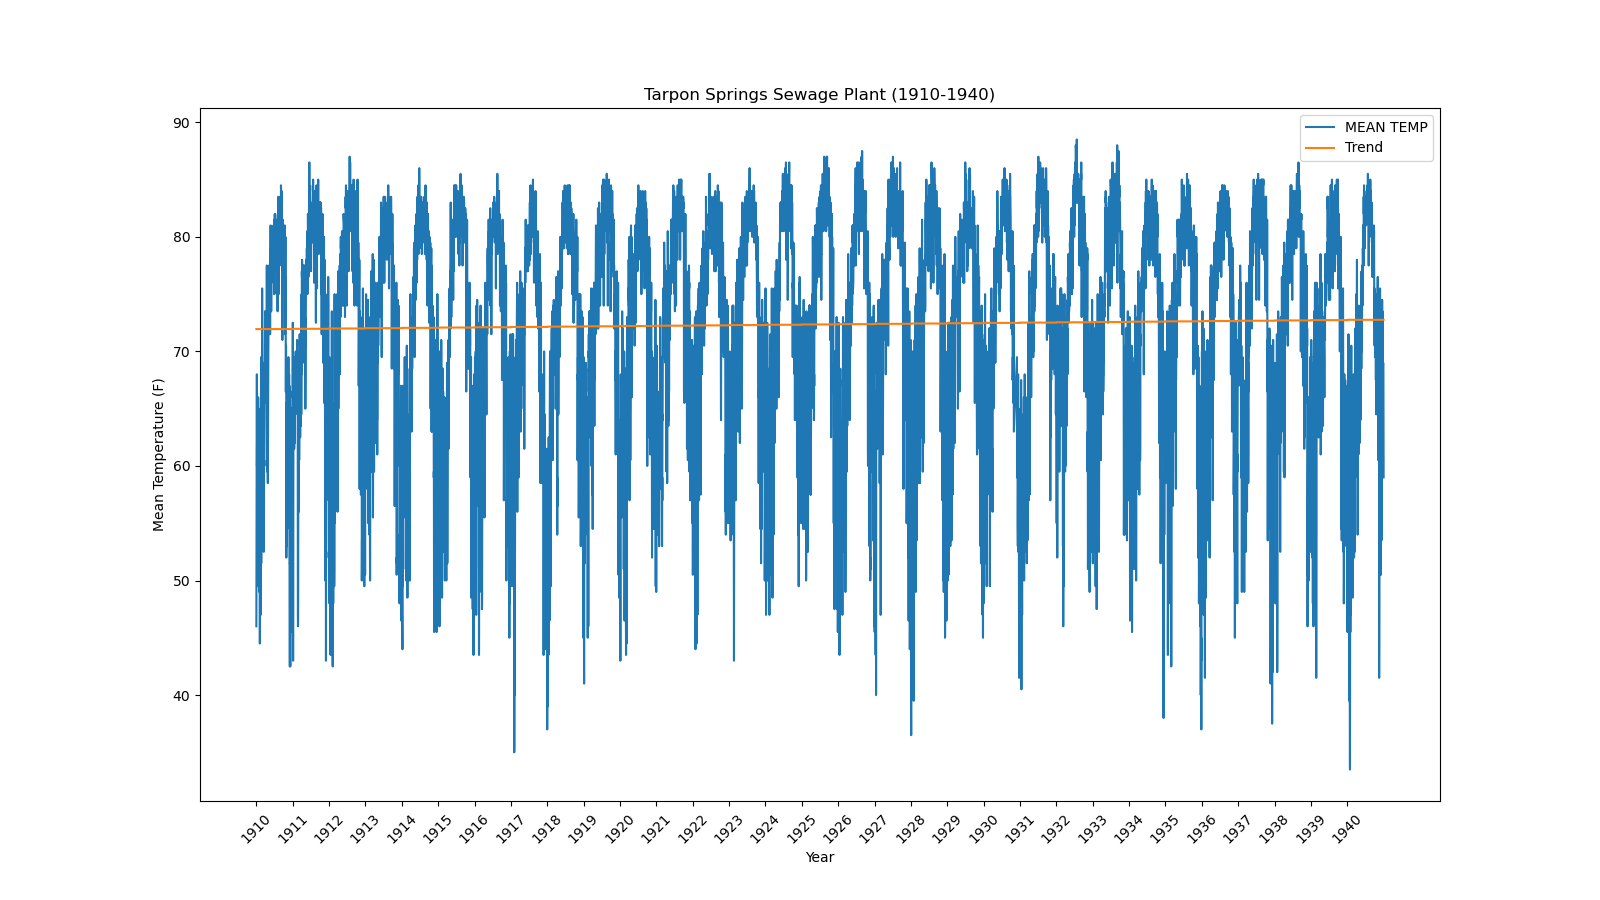 Tarpon Springs Sewage Plant (1910-1940)
MEAN TEMP
Trend
90
80
70
60
50
40
Mean Temperature (F)
1910 1911 1912 1913 1914 1915 1916 1917 1918 1919 1920 1921 1922 1923 1924 1925 1926 1927 1928 1929 1930 1931 1932 1933 1934 1935 1936 1937 1938 1939 1940
Year